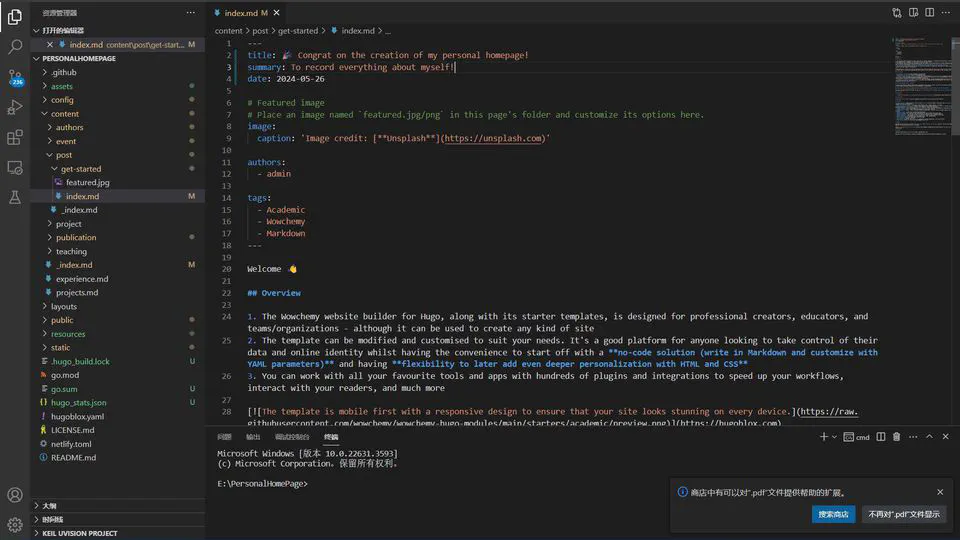 资源管理器
打开的编辑器
index.md content\post\get-start... M
PERSONALHOMEPAGE
.github
assets
config
content
authors
event
post
get-started
featured.jpg
index.md M
_index.md
project
publication
teaching
_index.md M
experience.md
projects.md
layouts
public
resources
static
.hugo_build.lock U
go.mod
go.sum U
hugo_stats.json U
hugoblox.yaml
LICENSE.md
netlify.toml
README.md
大纲
时间线
KEIL UVISION PROJECT
236
index.md M
content > post > get-started > index.md > ...
1 ---
2 title: 🎉 Congrat on the creation of my personal homepage!
3 summary: To record everything about myself!
4 date: 2024-05-26
5
6 # Featured image
7 # Place an image named `featured.jpg/png` in this page's folder and customize its options here.
8 image:
9 caption: 'Image credit: [**Unsplash**](https://unsplash.com)'
10
11 authors:
12 - admin
13
14 tags:
15 - Academic
16 - Wowchemy
17 - Markdown
18 ---
19
20 Welcome 👋
21
22 ## Overview
23
24 1. The Wowchemy website builder for Hugo, along with its starter templates, is designed for professional creators, educators, and
teams/organizations - although it can be used to create any kind of site
25 2. The template can be modified and customised to suit your needs. It's a good platform for anyone looking to take control of their
data and online identity whilst having the convenience to start off with a **no-code solution (write in Markdown and customize with
YAML parameters)** and having **flexibility to later add even deeper personalization with HTML and CSS**
26 3. You can work with all your favourite tools and apps with hundreds of plugins and integrations to speed up your workflows,
interact with your readers, and much more
27
28 [![The template is mobile first with a responsive design to ensure that your site looks stunning on every device.](https://raw.
githubusercontent.com/wowchemy/wowchemy-hugo-modules/main/starters/academic/preview.png)](https://hugoblox.com)
问题 输出 调试控制台 终端
cmd
Microsoft Windows [版本 10.0.22631.3593]
(c) Microsoft Corporation。保留所有权利。
E:\PersonalHomePage>
商店中有可以对".pdf"文件提供帮助的扩展。
搜索商店 不再对".pdf"文件显示